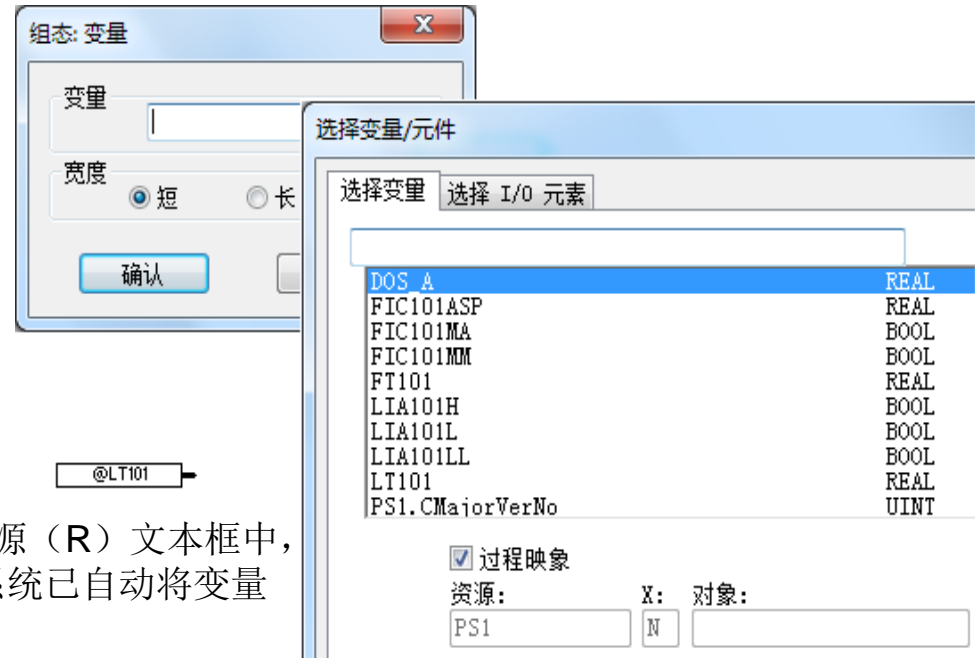 组态: 变量
变量
宽度
短
长
确认
选择变量/元件
选择变量
选择 I/O 元素
DOS_A REAL
FIC101ASP REAL
FIC101MA BOOL
FIC101MM BOOL
FT101 REAL
LIA101H BOOL
LIA101L BOOL
LIA101LL BOOL
LT101 REAL
PS1.CMajorVerNo UINT
过程映象
资源: X: 对象:
PS1 N
@LT101
源（R）文本框中，
系统已自动将变量